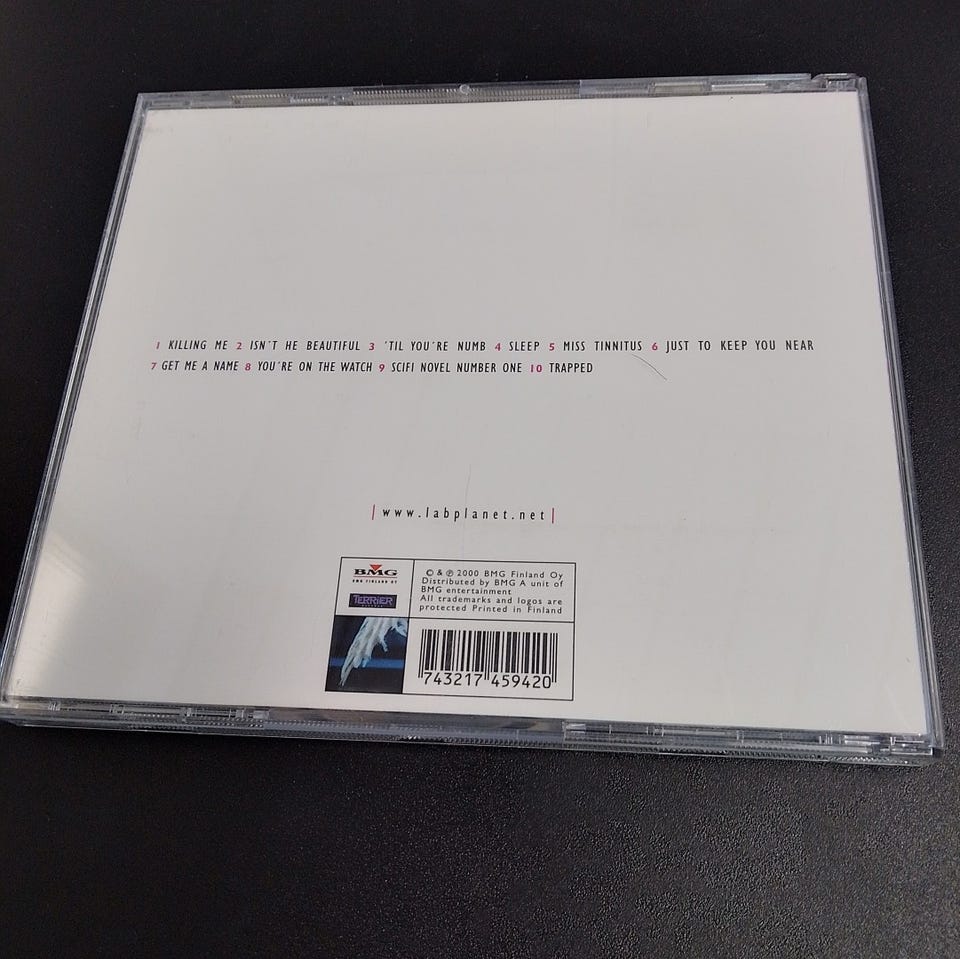 1 KILLING ME 2 ISN'T HE BEAUTIFUL 3 'TIL YOU'RE NUMB 4 SLEEP 5 MISS TINNITUS 6 JUST TO KEEP YOU NEAR
7 GET ME A NAME 8 YOU'RE ON THE WATCH 9 SCIFI NOVEL NUMBER ONE 10 TRAPPED
|www.labplanet.net|
BMG
BMG FINLAND OY
TERRIER
© & ℗ 2000 BMG Finland Oy
Distributed by BMG A unit of
BMG entertainment
All trademarks and logos are
protected Printed in Finland
743217 459420